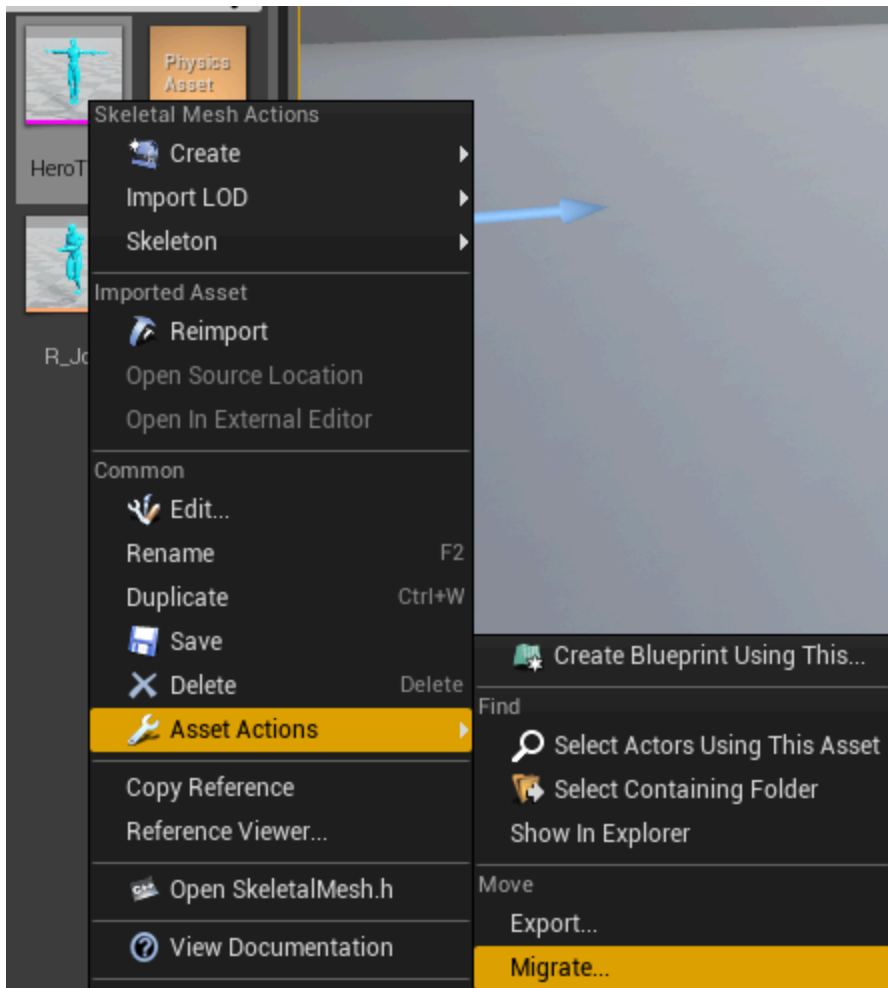 Physics
Asset
HeroT
R_Jo
Skeletal Mesh Actions
Create
Import LOD
Skeleton
Imported Asset
Reimport
Open Source Location
Open In External Editor
Common
Edit...
Rename F2
Duplicate Ctrl+W
Save
Delete Delete
Asset Actions
Copy Reference
Reference Viewer...
C++ Open SkeletalMesh.h
View Documentation
Create Blueprint Using This...
Find
Select Actors Using This Asset
Select Containing Folder
Show In Explorer
Move
Export...
Migrate...